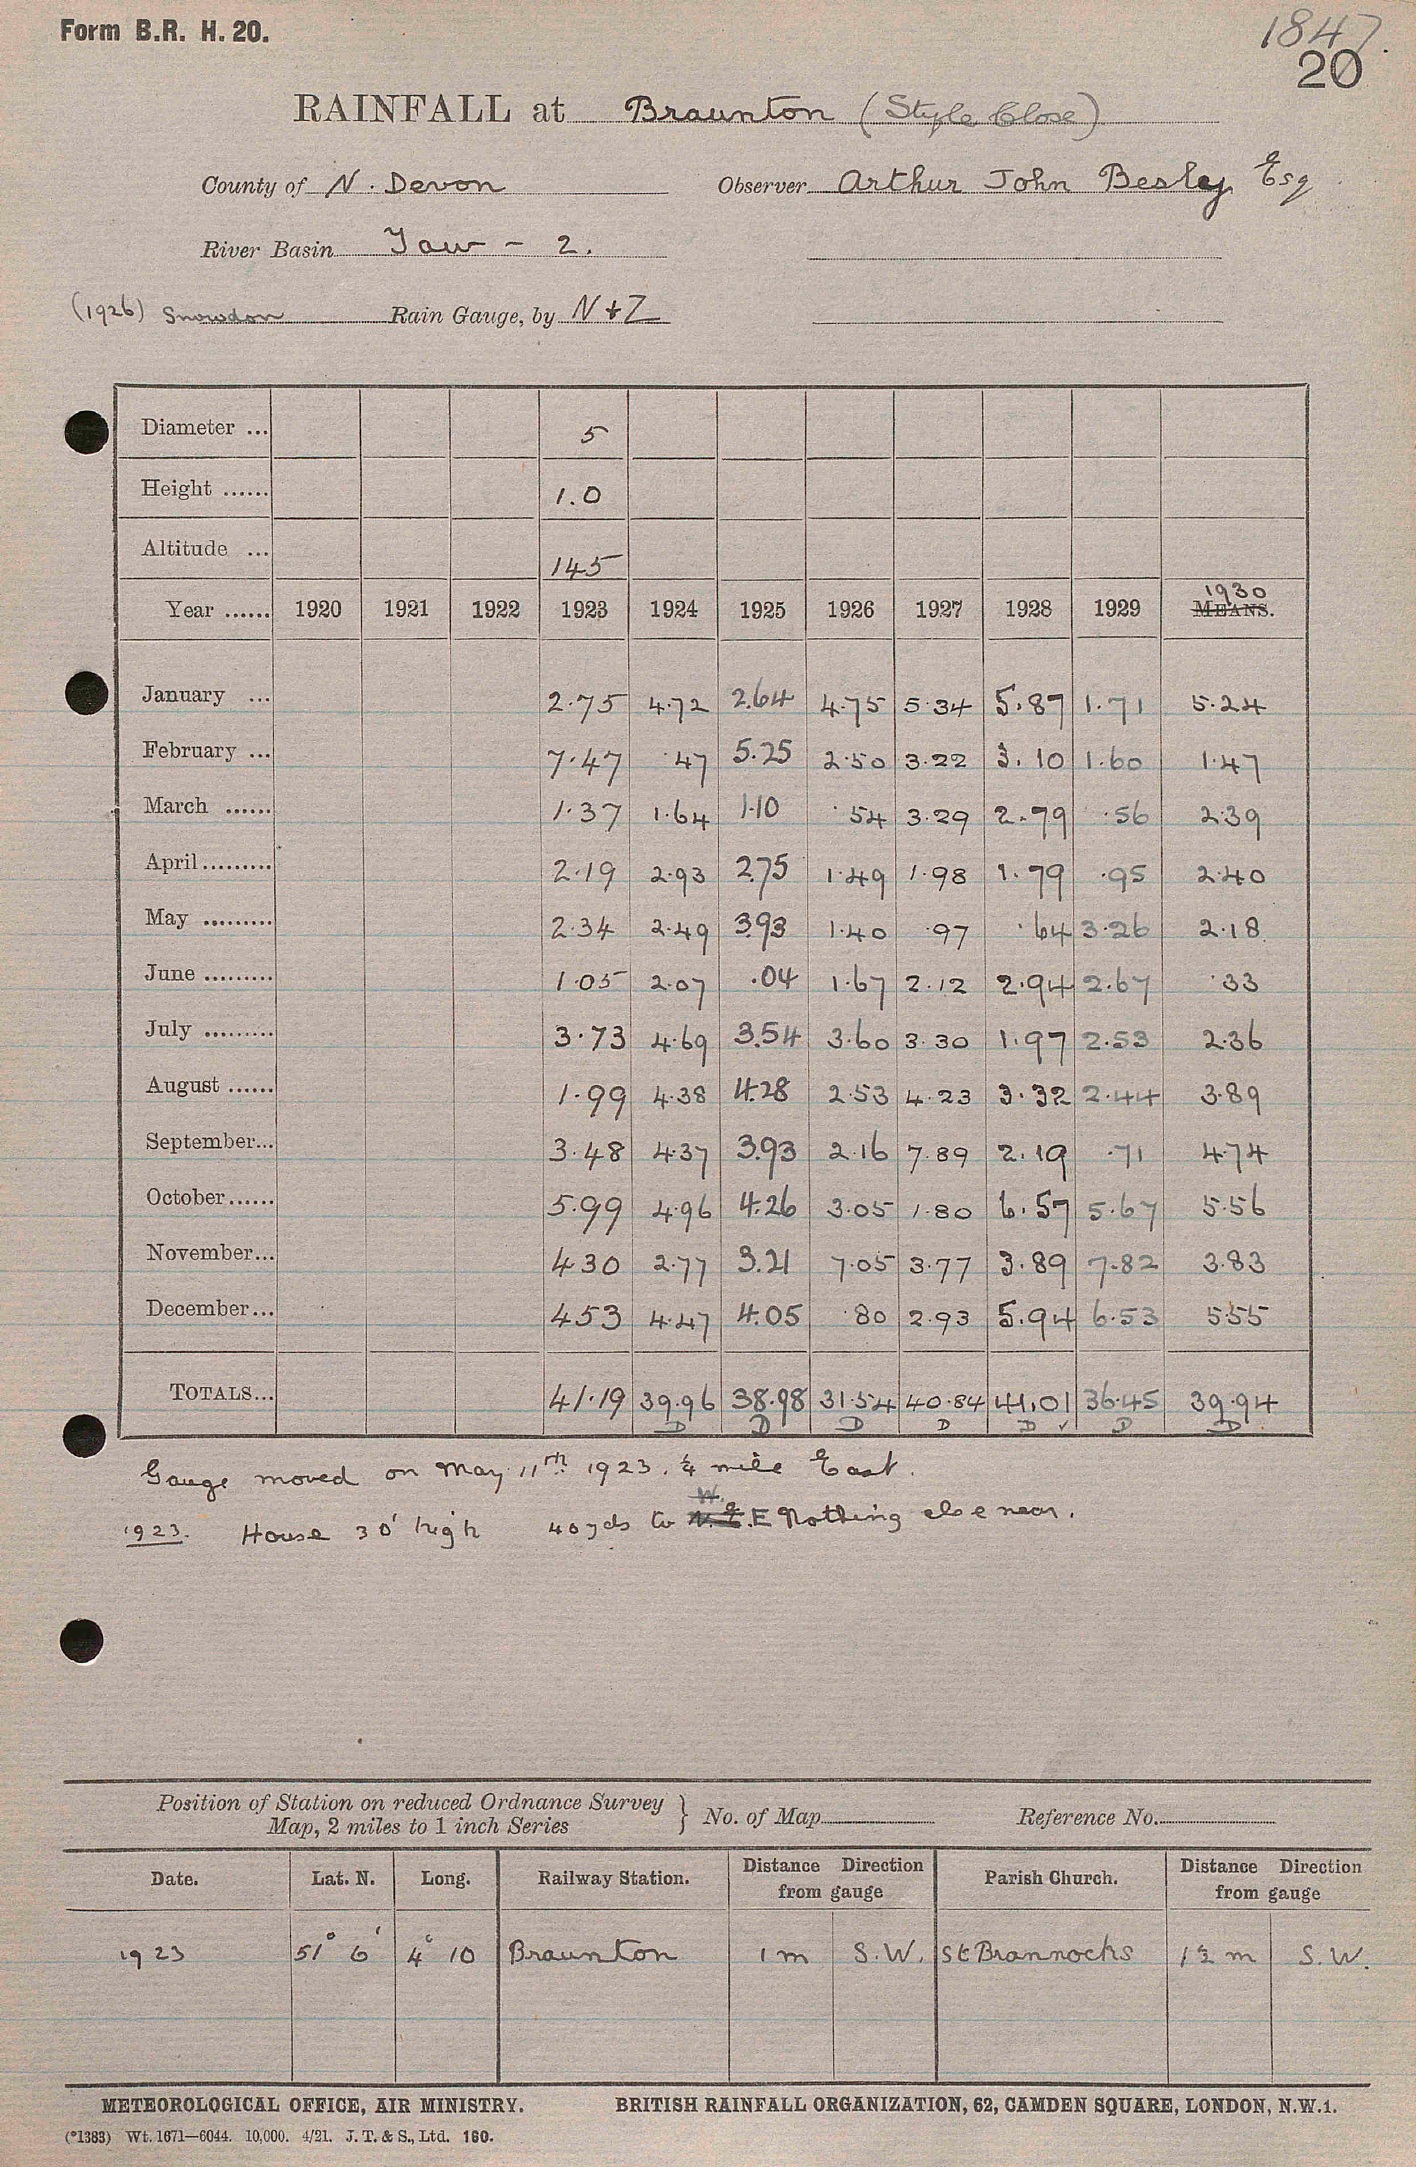 Form B.R. H. 20.
1847.
20
RAINFALL at Braunton (Style Close)
County of N. Devon Observer Arthur John Besley Esq
River Basin Taw - 2.
(1926) Snowdon Rain Gauge, by N & Z
Diameter ... 5
Height ...... 1.0
Altitude ... 145
Year ...... 1920 1921 1922 1923 1924 1925 1926 1927 1928 1929 1930 MEANS.
January ... 2.75 4.72 2.64 4.75 5.34 5.87 1.71 5.24
February ... 7.47 .47 5.25 2.50 3.22 3.10 1.60 1.47
March ...... 1.37 1.64 1.10 .54 3.29 2.79 .56 2.39
April ......... 2.19 2.93 2.75 1.49 1.98 1.79 .95 2.40
May ......... 2.34 2.49 3.93 1.40 .97 .64 3.26 2.18
June ......... 1.05 2.07 .04 1.67 2.12 2.94 2.67 .33
July ......... 3.73 4.69 3.54 3.60 3.30 1.97 2.53 2.36
August ...... 1.99 4.38 4.28 2.53 4.23 3.32 2.44 3.89
September... 3.48 4.37 3.93 2.16 7.89 2.19 .71 4.74
October...... 5.99 4.96 4.26 3.05 1.80 6.57 5.67 5.56
November... 4.30 2.77 3.21 7.05 3.77 3.89 7.82 3.83
December... 4.53 4.47 4.05 .80 2.93 5.94 6.53 5.55
TOTALS... 41.19 39.96 38.98 31.54 40.84 41.01 36.45 39.94
D D D D D ✓ D D
Gauge moved on May 11th 1923. ¼ mile East.
W.
1923. House 30' high 40 yds to E Nothing else near.
Position of Station on reduced Ordnance Survey
Map, 2 miles to 1 inch Series } No. of Map Reference No.
Date. Lat. N. Long. Railway Station. Distance Direction from gauge Parish Church. Distance Direction from gauge
1923 51° 6' 4° 10 Braunton 1 m S.W. St Brannocks 1½ m S.W.
METEOROLOGICAL OFFICE, AIR MINISTRY. BRITISH RAINFALL ORGANIZATION, 62, CAMDEN SQUARE, LONDON, N.W.1.
(*1383) Wt. 1671—6044. 10,000. 4/21. J. T. & S., Ltd. 160.